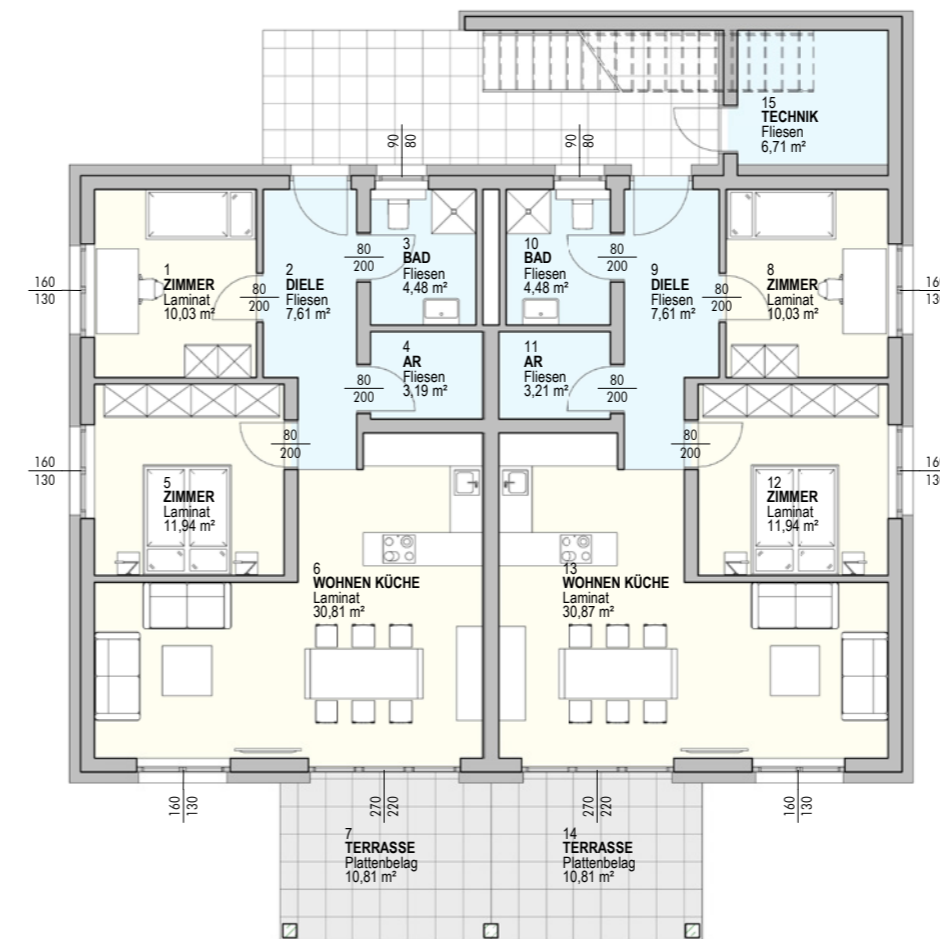 15
TECHNIK
Fliesen
6,71 m²
90
80
90
80
1
ZIMMER
Laminat
10,03 m²
2
DIELE
Fliesen
7,61 m²
3
BAD
Fliesen
4,48 m²
10
BAD
Fliesen
4,48 m²
9
DIELE
Fliesen
7,61 m²
8
ZIMMER
Laminat
10,03 m²
80
200
80
200
80
200
80
200
160
130
160
130
4
AR
Fliesen
3,19 m²
11
AR
Fliesen
3,21 m²
80
200
80
200
80
200
80
200
160
130
160
130
5
ZIMMER
Laminat
11,94 m²
12
ZIMMER
Laminat
11,94 m²
6
WOHNEN KÜCHE
Laminat
30,81 m²
13
WOHNEN KÜCHE
Laminat
30,87 m²
160
130
270
220
270
220
160
130
7
TERRASSE
Plattenbelag
10,81 m²
14
TERRASSE
Plattenbelag
10,81 m²